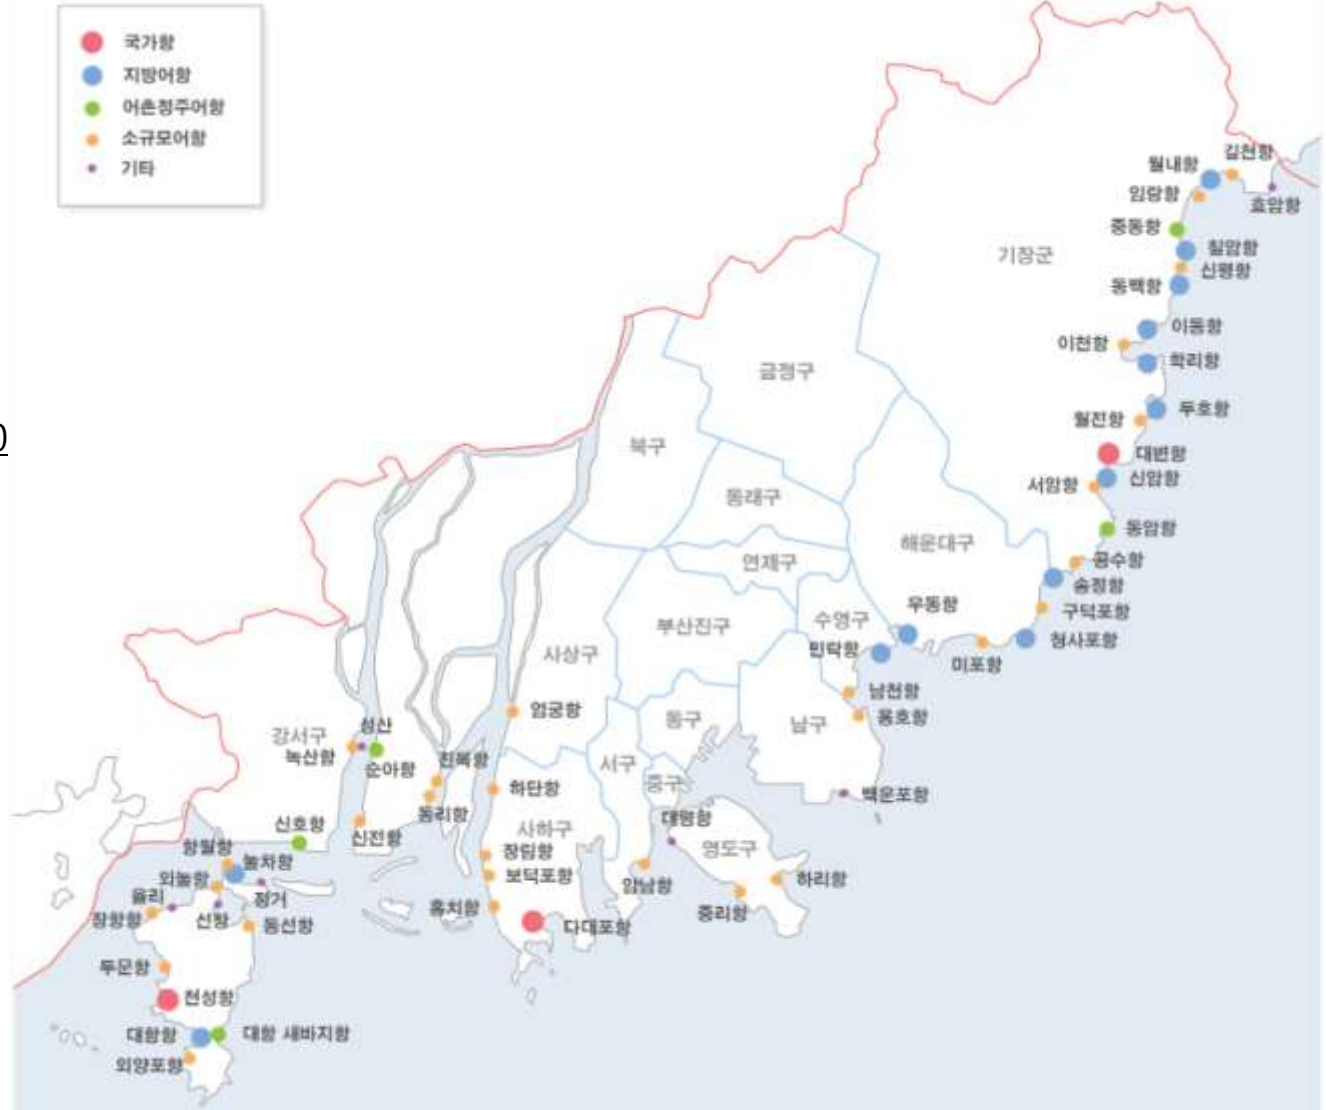 국가항
지방어항
어촌정주어항
소규모어항
기타
길천항
월내항
임랑항
효암항
중동항
칠암항
신평항
동백항
기장군
이동항
이천항
학리항
두호항
월전항
대변항
신암항
서암항
동암항
공수항
송정항
구덕포항
청사포항
미포항
우동항
민락항
남천항
용호항
백운포항
금정구
북구
동래구
해운대구
연제구
수영구
부산진구
사상구
동구
남구
서구
중구
엄궁항
강서구
성산
녹산항
순아항
진목항
동리항
신전항
신호항
하단항
사하구
장림항
보덕포항
홍치항
다대포항
암남항
대평항
영도구
하리항
중리항
항월항
눌차항
외눌항
정거
율리
장항항
선창
동선항
두문항
천성항
대항항
대항 새바지항
외양포항
0